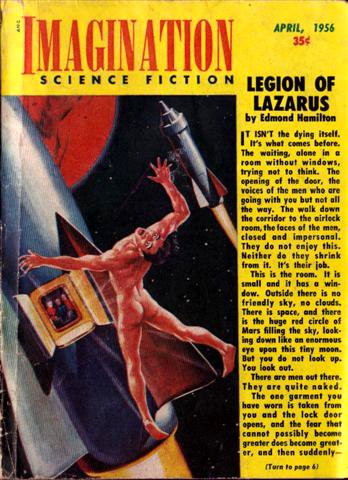 ANC
IMAGINATION
SCIENCE FICTION
APRIL, 1956
35¢
LEGION OF
LAZARUS
by Edmond Hamilton
IT ISN'T the dying itself.
It's what comes before.
The waiting, alone in a
room without windows,
trying not to think. The
opening of the door, the
voices of the men who are
going with you but not all
the way. The walk down
the corridor to the airlock
room, the faces of the men,
closed and impersonal.
They do not enjoy this.
Neither do they shrink
from it. It's their job.
This is the room. It is
small and it has a win-
dow. Outside there is no
friendly sky, no clouds.
There is space, and there
is the huge red circle of
Mars filling the sky, look-
ing down like an enormous
eye upon this tiny moon.
But you do not look up.
You look out.
There are men out there.
They are quite naked.
The one garment you
have worn is taken from
you and the lock door
opens, and the fear that
cannot possibly become
greater does become great-
er, and then suddenly—
(Turn to page 6)